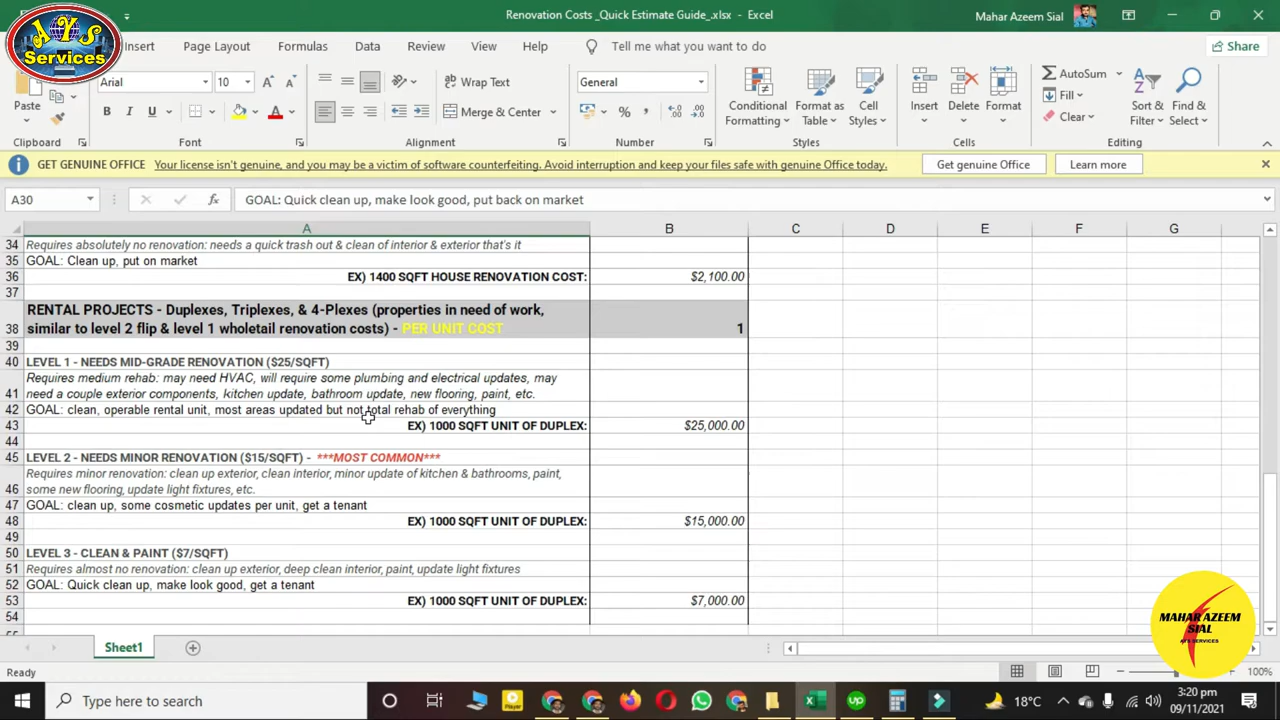 AYS
Services
Renovation Costs _Quick Estimate Guide_.xlsx - Excel
Mahar Azeem Sial
Insert Page Layout Formulas Data Review View Help Tell me what you want to do Share
Arial 10 Wrap Text General AutoSum
Fill
Paste B I U Merge & Center $ % , Conditional Formatting Format as Table Cell Styles Insert Delete Format Clear Sort & Filter Find & Select
Clipboard Font Alignment Number Styles Cells Editing
GET GENUINE OFFICE Your license isn't genuine, and you may be a victim of software counterfeiting. Avoid interruption and keep your files safe with genuine Office today. Get genuine Office Learn more
A30 fx GOAL: Quick clean up, make look good, put back on market
A B C D E F G
34 Requires absolutely no renovation: needs a quick trash out & clean of interior & exterior that's it
35 GOAL: Clean up, put on market
36 EX) 1400 SQFT HOUSE RENOVATION COST: $2,100.00
37
RENTAL PROJECTS - Duplexes, Triplexes, & 4-Plexes (properties in need of work,
38 similar to level 2 flip & level 1 wholetail renovation costs) - PER UNIT COST 1
39
40 LEVEL 1 - NEEDS MID-GRADE RENOVATION ($25/SQFT)
Requires medium rehab: may need HVAC, will require some plumbing and electrical updates, may
41 need a couple exterior components, kitchen update, bathroom update, new flooring, paint, etc.
42 GOAL: clean, operable rental unit, most areas updated but not total rehab of everything
43 EX) 1000 SQFT UNIT OF DUPLEX: $25,000.00
44
45 LEVEL 2 - NEEDS MINOR RENOVATION ($15/SQFT) - ***MOST COMMON***
Requires minor renovation: clean up exterior, clean interior, minor update of kitchen & bathrooms, paint,
46 some new flooring, update light fixtures, etc.
47 GOAL: clean up, some cosmetic updates per unit, get a tenant
48 EX) 1000 SQFT UNIT OF DUPLEX: $15,000.00
49
50 LEVEL 3 - CLEAN & PAINT ($7/SQFT)
51 Requires almost no renovation: clean up exterior, deep clean interior, paint, update light fixtures
52 GOAL: Quick clean up, make look good, get a tenant
53 EX) 1000 SQFT UNIT OF DUPLEX: $7,000.00
54
MAHAR AZEEM
SIAL
ATS SERVICES
Sheet1
Ready 100%
Type here to search 18°C 3:20 pm
09/11/2021